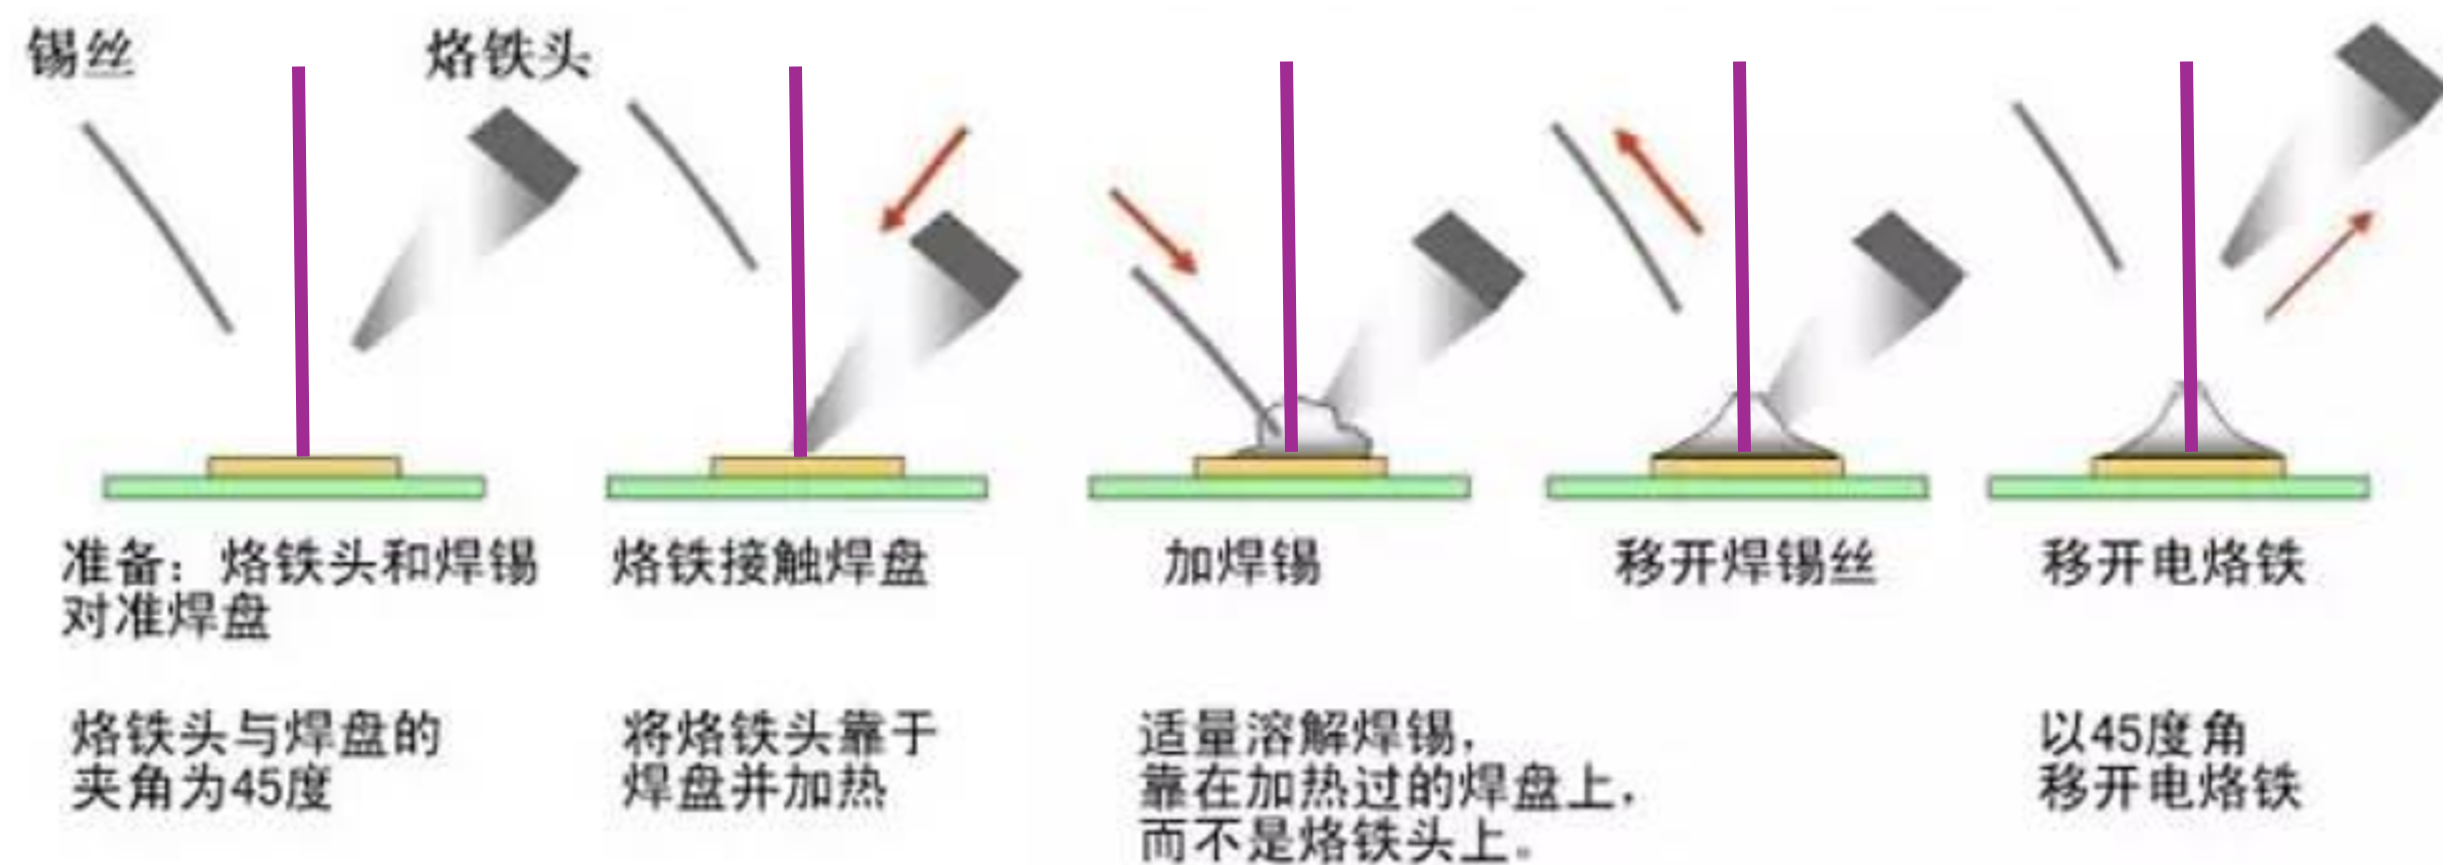 锡丝
烙铁头
准备：烙铁头和焊锡
对准焊盘
烙铁接触焊盘
加焊锡
移开焊锡丝
移开电烙铁
烙铁头与焊盘的
夹角为45度
将烙铁头靠于
焊盘并加热
适量溶解焊锡，
靠在加热过的焊盘上，
而不是烙铁头上。
以45度角
移开电烙铁